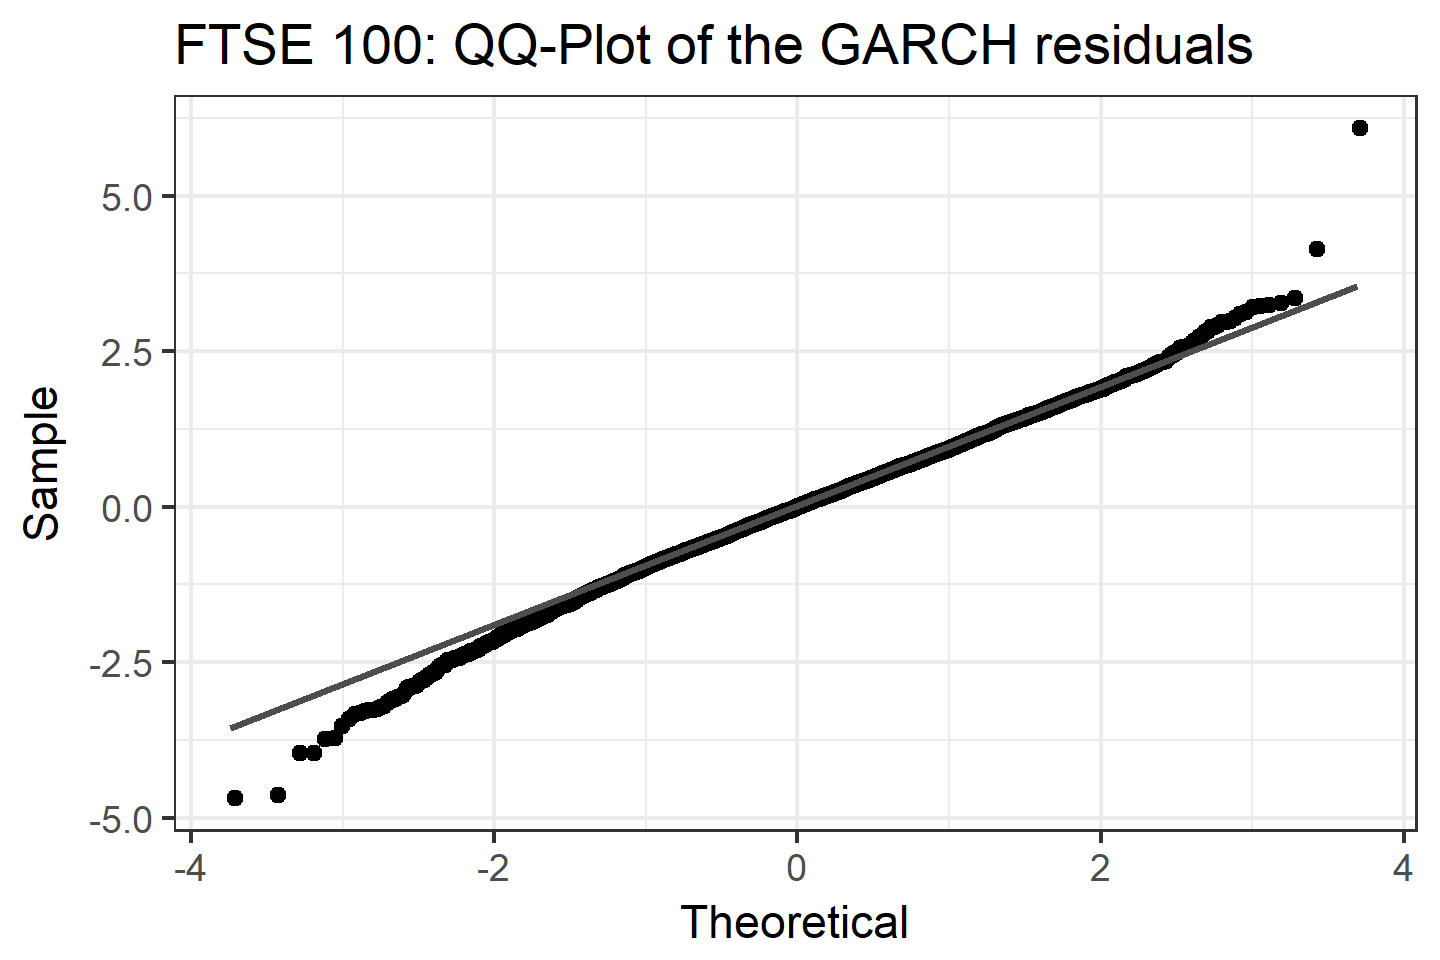 FTSE 100: QQ-Plot of the GARCH residuals
5.0
2.5
0.0
-2.5
-5.0
Sample
-4 -2 0 2 4
Theoretical